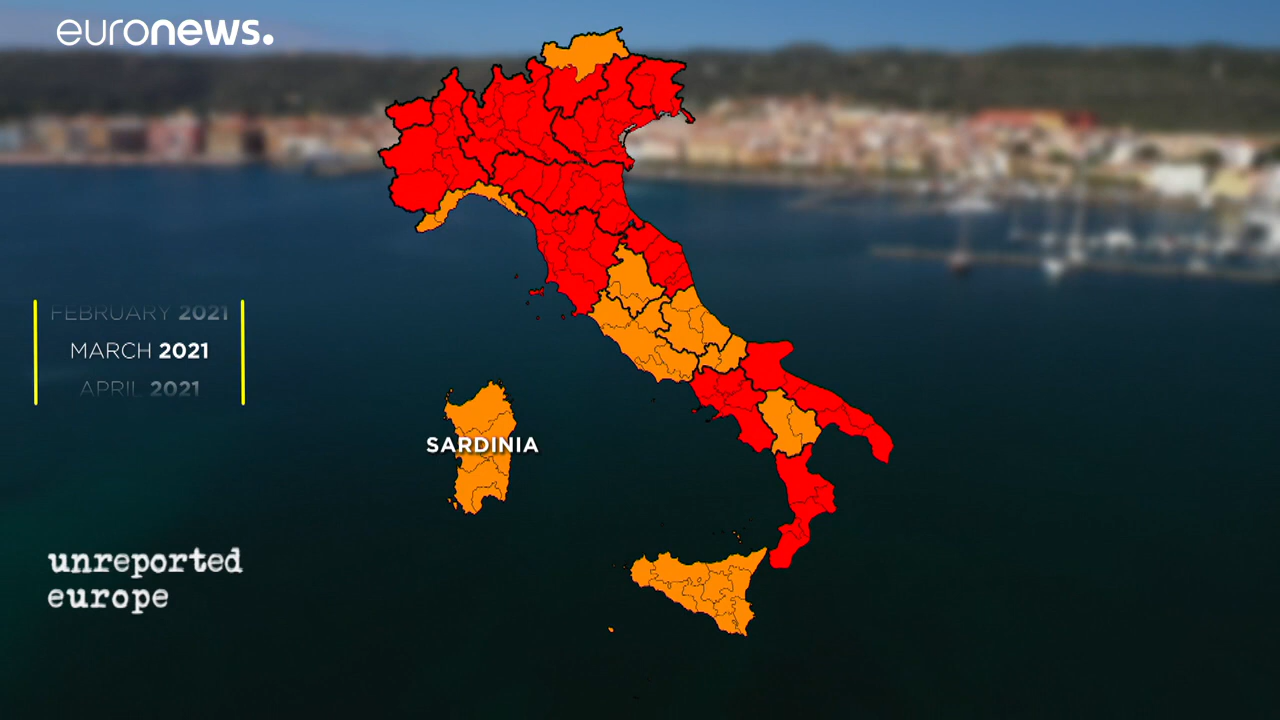 euronews.
FEBRUARY 2021
MARCH 2021
APRIL 2021
SARDINIA
unreported
europe